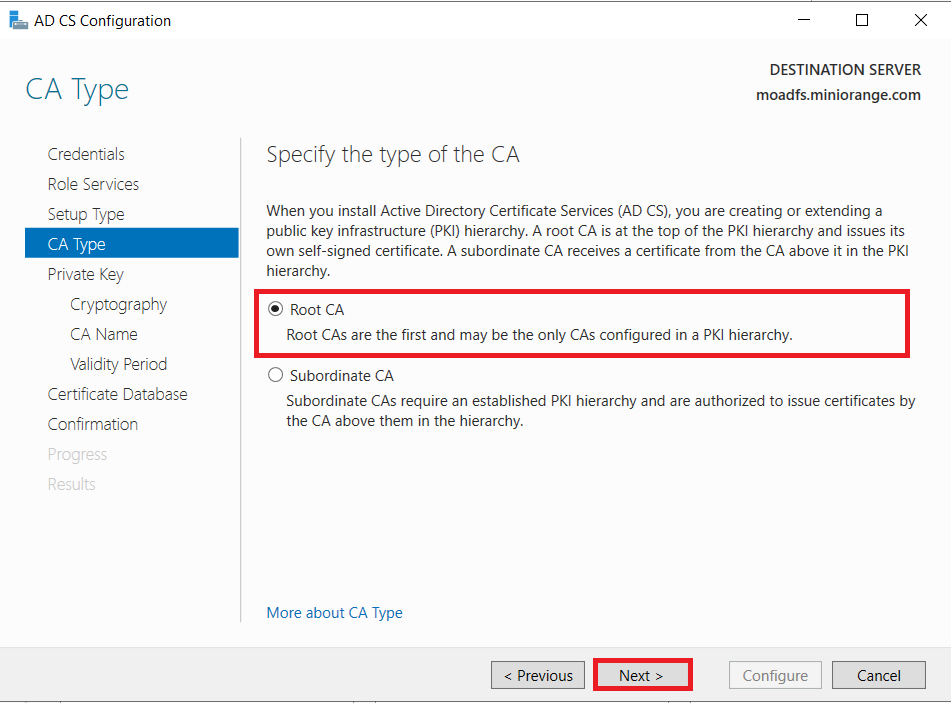 AD CS Configuration
CA Type
DESTINATION SERVER
moadfs.miniorange.com
Credentials
Role Services
Setup Type
CA Type
Private Key
Cryptography
CA Name
Validity Period
Certificate Database
Confirmation
Progress
Results
Specify the type of the CA
When you install Active Directory Certificate Services (AD CS), you are creating or extending a
public key infrastructure (PKI) hierarchy. A root CA is at the top of the PKI hierarchy and issues its
own self-signed certificate. A subordinate CA receives a certificate from the CA above it in the PKI
hierarchy.
Root CA
Root CAs are the first and may be the only CAs configured in a PKI hierarchy.
Subordinate CA
Subordinate CAs require an established PKI hierarchy and are authorized to issue certificates by
the CA above them in the hierarchy.
More about CA Type
< Previous
Next >
Configure
Cancel